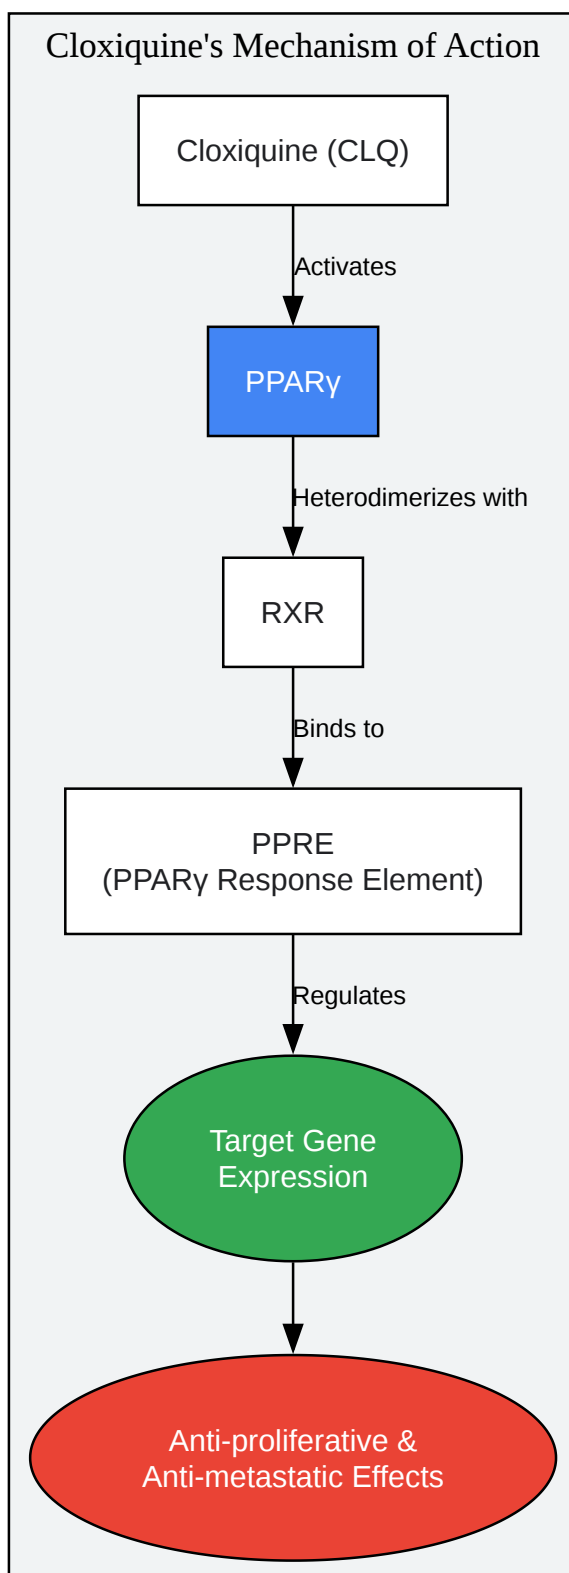 Cloxiquine's Mechanism of Action
Cloxiquine (CLQ)
Activates
PPARγ
Heterodimerizes with
RXR
Binds to
PPRE
(PPARγ Response Element)
Regulates
Target Gene
Expression
Anti-proliferative &
Anti-metastatic Effects